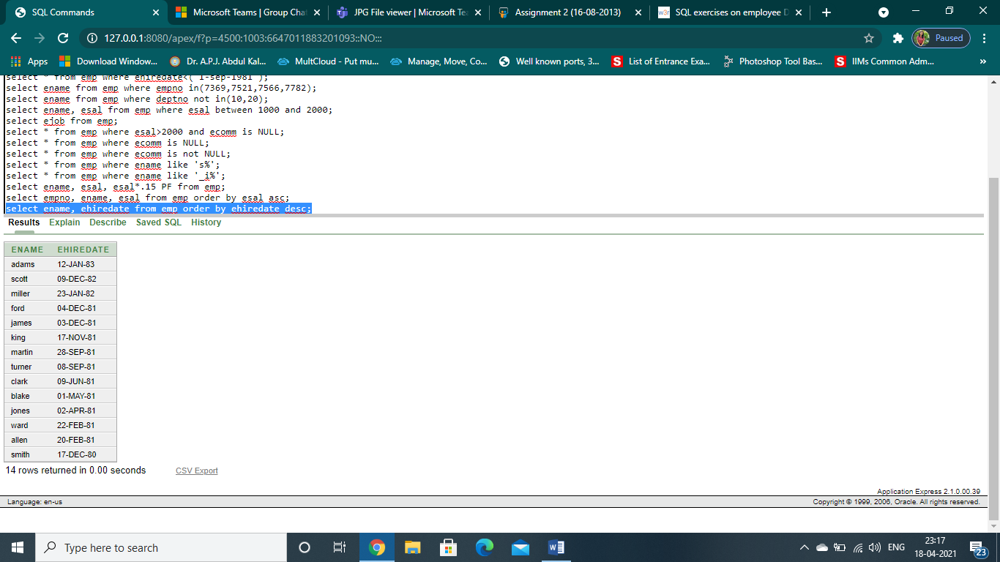 SQL Commands
Microsoft Teams | Group Chat
JPG File viewer | Microsoft Te
Assignment 2 (16-08-2013)
w3r SQL exercises on employee D
127.0.0.1:8080/apex/f?p=4500:1003:6647011883201093::NO:::
Paused
Apps
Download Window...
Dr. A.P.J. Abdul Kal...
MultCloud - Put mu...
Manage, Move, Co...
Well known ports, 3...
S List of Entrance Exa...
Photoshop Tool Bas...
S IIMs Common Adm...
»
select * from emp where ehiredate<('1-sep-1981');
select ename from emp where empno in(7369,7521,7566,7782);
select ename from emp where deptno not in(10,20);
select ename, esal from emp where esal between 1000 and 2000;
select ejob from emp;
select * from emp where esal>2000 and ecomm is NULL;
select * from emp where ecomm is NULL;
select * from emp where ecomm is not NULL;
select * from emp where ename like 's%';
select * from emp where ename like '_i%';
select ename, esal, esal*.15 PF from emp;
select empno, ename, esal from emp order by esal asc;
select ename, ehiredate from emp order by ehiredate desc;
Results Explain Describe Saved SQL History
ENAME EHIREDATE
adams 12-JAN-83
scott 09-DEC-82
miller 23-JAN-82
ford 04-DEC-81
james 03-DEC-81
king 17-NOV-81
martin 28-SEP-81
turner 08-SEP-81
clark 09-JUN-81
blake 01-MAY-81
jones 02-APR-81
ward 22-FEB-81
allen 20-FEB-81
smith 17-DEC-80
14 rows returned in 0.00 seconds CSV Export
Application Express 2.1.0.00.39
Language: en-us Copyright © 1999, 2006, Oracle. All rights reserved.
Type here to search
ENG
23:17
18-04-2021
23